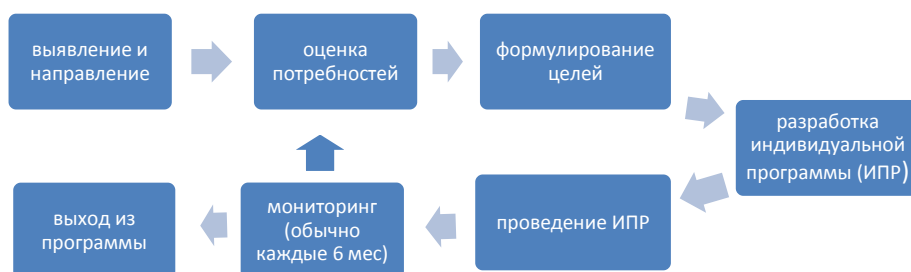 выявление и
направление
оценка
потребностей
формулирование
целей
разработка
индивидуальной
программы (ИПР)
проведение ИПР
мониторинг
(обычно
каждые 6 мес)
выход из
программы